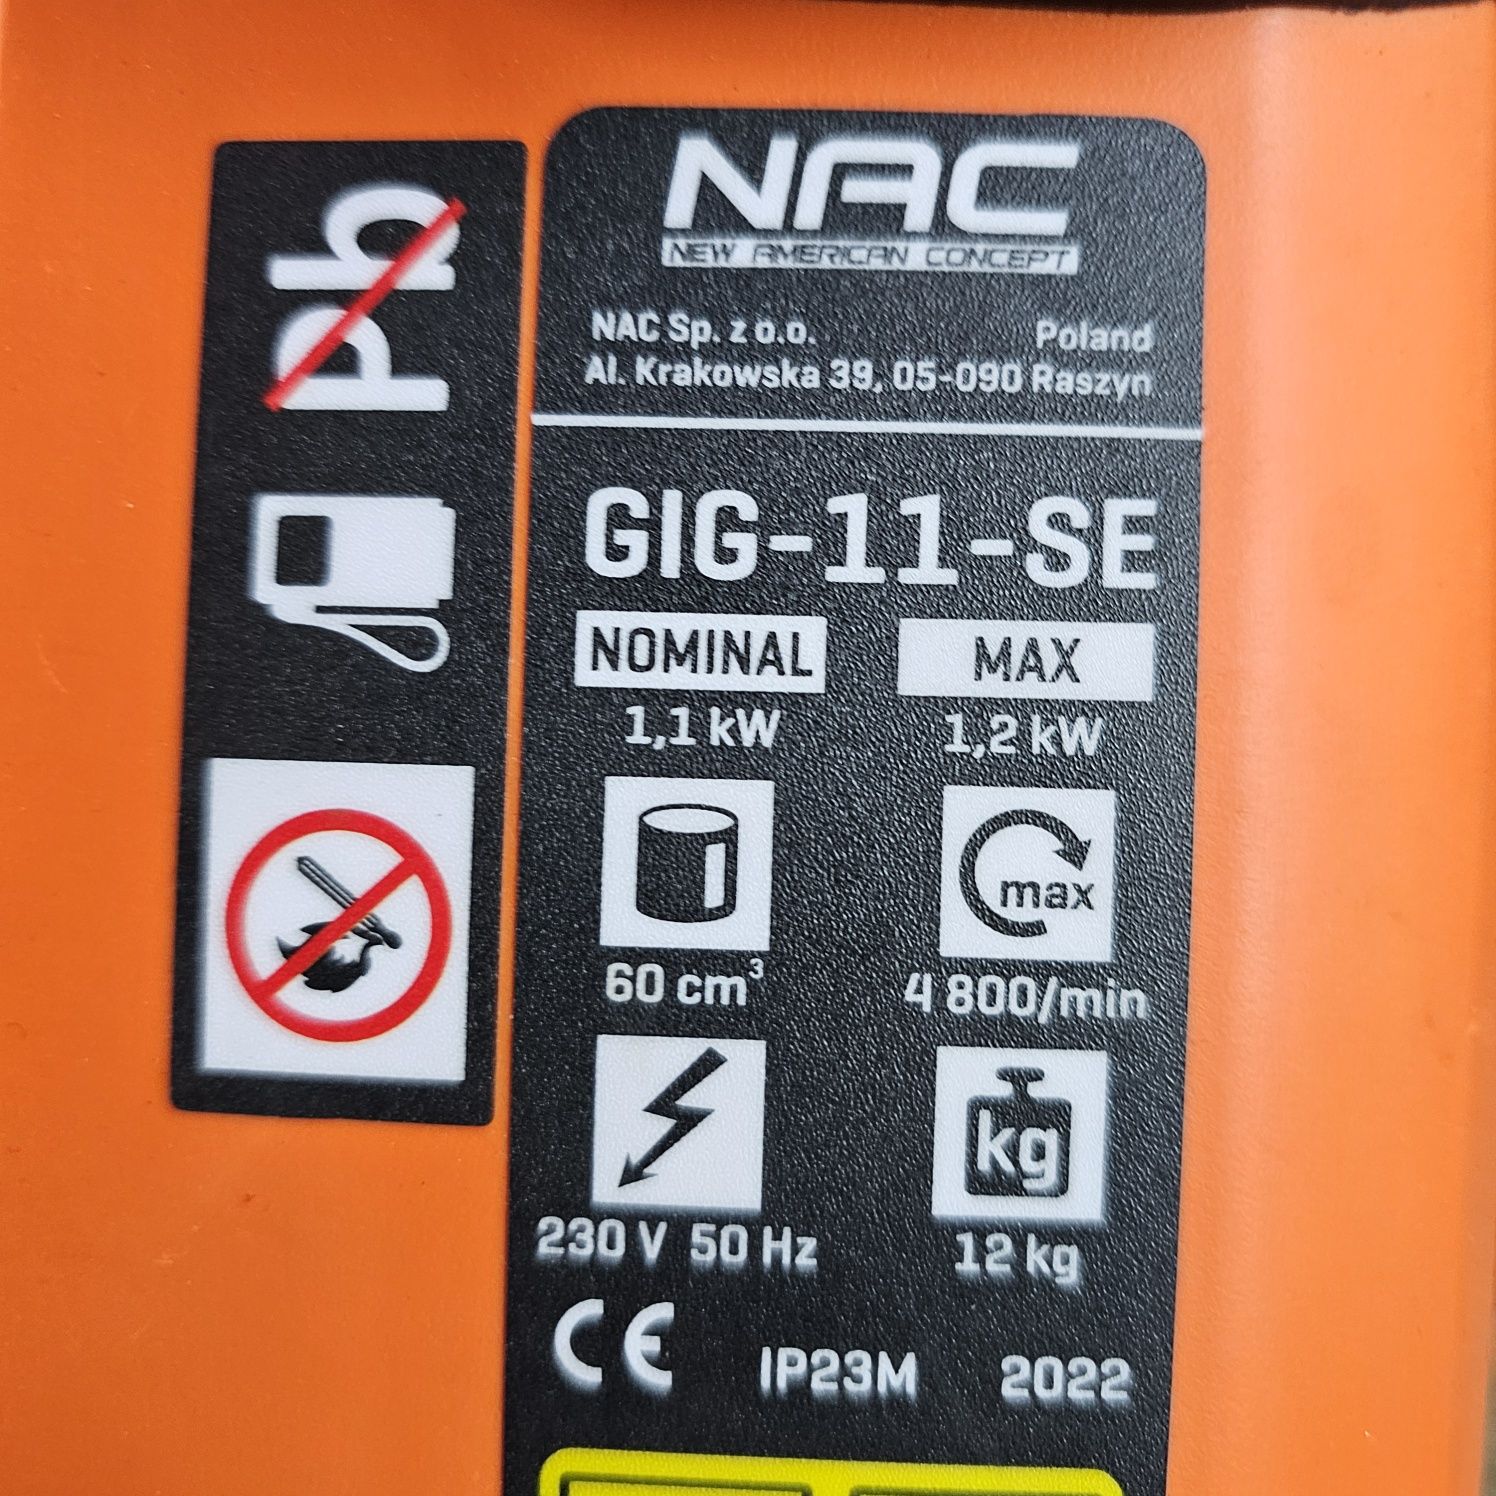 Pb
NAC
NEW AMERICAN CONCEPT
NAC Sp. z o.o. Poland
Al. Krakowska 39, 05-090 Raszyn
GIG-11-SE
NOMINAL MAX
1,1 kW 1,2 kW
max
60 cm³ 4 800/min
kg
230 V 50 Hz 12 kg
CE IP23M 2022